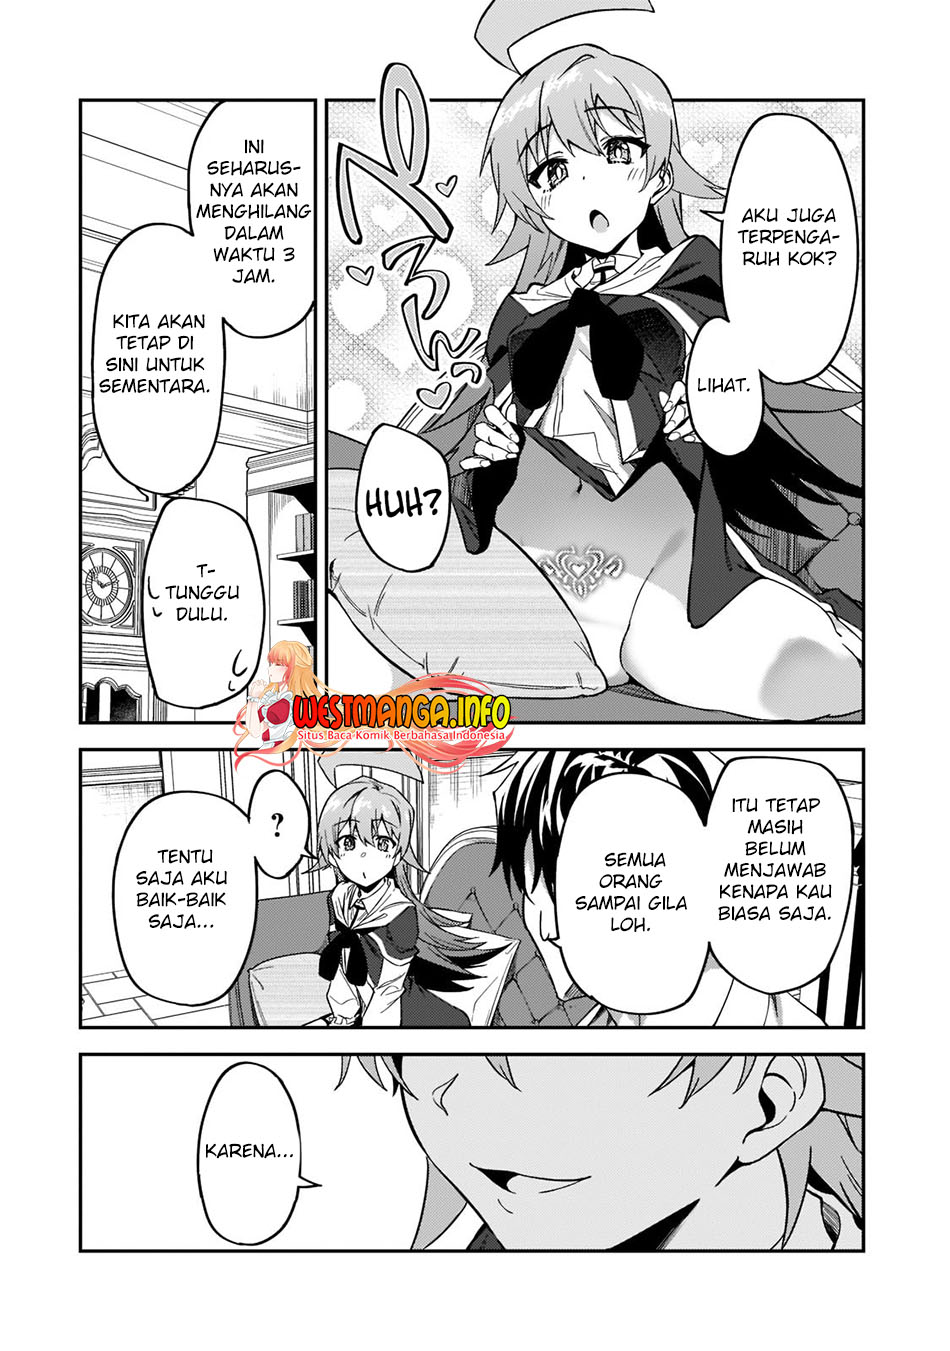 AKU JUGA
TERPENGA-
RUH KOK?
LIHAT.
HUH?
INI
SEHARUS-
NYA AKAN
MENGHILANG
DALAM
WAKTU 3
JAM.
KITA AKAN
TETAP DI
SINI UNTUK
SEMENTARA.
T-
TUNGGU
DULU.
WESTMANGA.INFO
Situs Baca Komik Berbahasa Indonesia
ITU TETAP
MASIH
BELUM
MENJAWAB
KENAPA KAU
BIASA SAJA.
SEMUA
ORANG
SAMPAI GILA
LOH.
?
TENTU
SAJA AKU
BAIK-BAIK
SAJA...
KARENA...